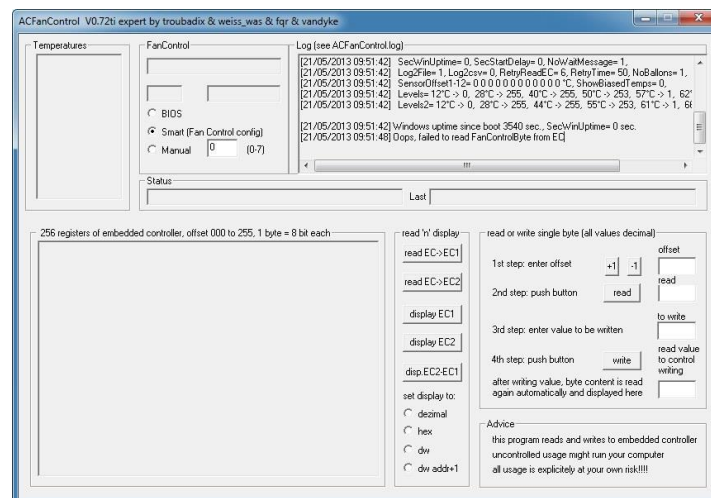 ACFanControl V0.72ti expert by troubadix & weiss_was & fqr & vandyke
Temperatures
FanControl
BIOS
Smart (Fan Control config)
Manual 0 (0-7)
Log (see ACFanControl.log)
[21/05/2013 09:51:42] SecWinUptime= 0, SecStartDelay= 0, NoWaitMessage= 1,
[21/05/2013 09:51:42] Log2File= 1, Log2csv= 0, RetryReadEC= 6, RetryTime= 50, NoBallons= 1,
[21/05/2013 09:51:42] SensorOffset1-12= 0 0 0 0 0 0 0 0 0 0 0 0 °C, ShowBiasedTemps= 0,
[21/05/2013 09:51:42] Levels= 12°C -> 0, 28°C -> 255, 40°C -> 255, 50°C -> 253, 57°C -> 1, 62°
[21/05/2013 09:51:42] Levels2= 12°C -> 0, 28°C -> 255, 44°C -> 255, 55°C -> 253, 61°C -> 1, 66
[21/05/2013 09:51:42] Windows uptime since boot 3540 sec., SecWinUptime= 0 sec.
[21/05/2013 09:51:48] Oops, failed to read FanControlByte from EC
Status
Last
256 registers of embedded controller, offset 000 to 255, 1 byte = 8 bit each
read 'n' display
read EC->EC1
read EC->EC2
display EC1
display EC2
disp.EC2-EC1
set display to:
dezimal
hex
dw
dw addr+1
read or write single byte (all values decimal)
offset
1st step: enter offset +1 -1
read
2nd step: push button read
to write
3rd step: enter value to be written
read value
to control
writing
4th step: push button write
after writing value, byte content is read
again automatically and displayed here
Advice
this program reads and writes to embedded controller
uncontrolled usage might run your computer
all usage is explicitely at your own risk!!!!